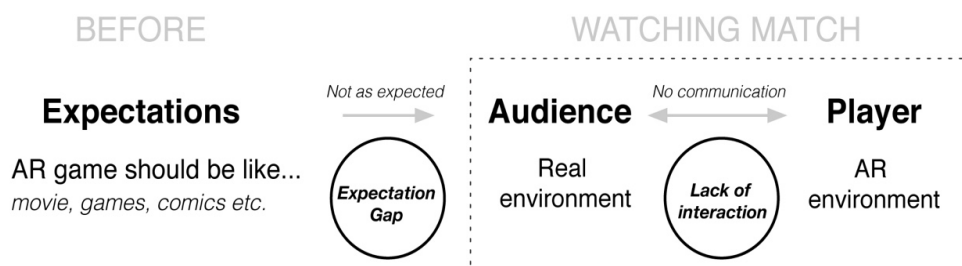 BEFORE
WATCHING MATCH
Expectations
AR game should be like...
movie, games, comics etc.
Not as expected
Expectation
Gap
Audience
Real
environment
No communication
Lack of
interaction
Player
AR
environment